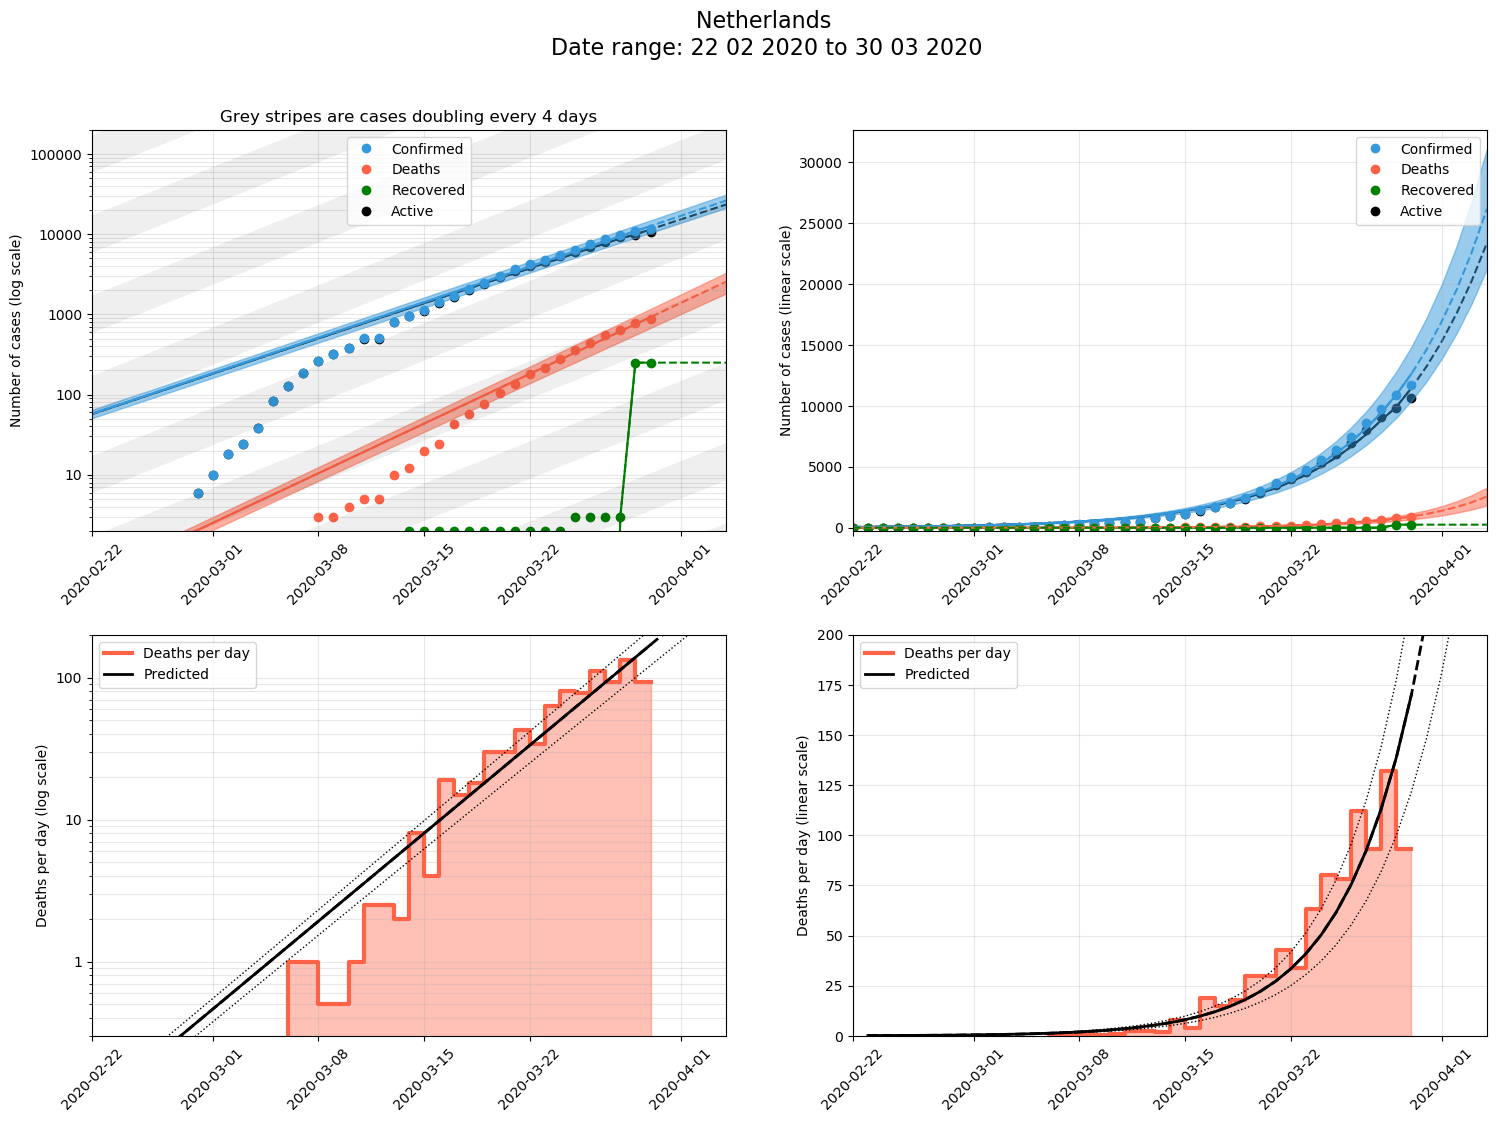 Netherlands
Date range: 22 02 2020 to 30 03 2020
Grey stripes are cases doubling every 4 days
Number of cases (log scale)
100000
10000
1000
100
10
Confirmed
Deaths
Recovered
Active
2020-02-22
2020-03-01
2020-03-08
2020-03-15
2020-03-22
2020-04-01
Number of cases (linear scale)
30000
25000
20000
15000
10000
5000
0
Confirmed
Deaths
Recovered
Active
2020-02-22
2020-03-01
2020-03-08
2020-03-15
2020-03-22
2020-04-01
Deaths per day (log scale)
100
10
1
Deaths per day
Predicted
2020-02-22
2020-03-01
2020-03-08
2020-03-15
2020-03-22
2020-04-01
Deaths per day (linear scale)
200
175
150
125
100
75
50
25
0
Deaths per day
Predicted
2020-02-22
2020-03-01
2020-03-08
2020-03-15
2020-03-22
2020-04-01